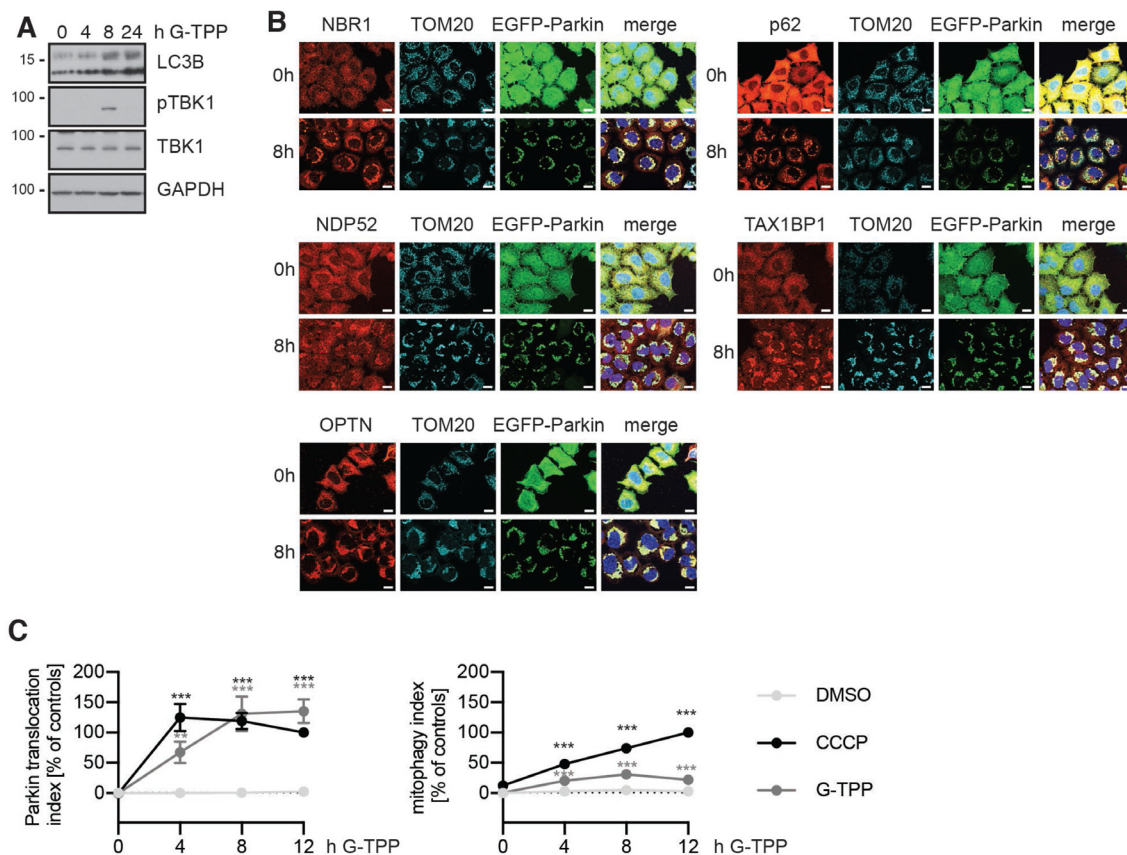 A
0 4 8 24 h G-TPP
15 - LC3B
100 - pTBK1
100 - TBK1
100 - GAPDH
B
NBR1 TOM20 EGFP-Parkin merge
0h
8h
p62 TOM20 EGFP-Parkin merge
0h
8h
NDP52 TOM20 EGFP-Parkin merge
0h
8h
TAX1BP1 TOM20 EGFP-Parkin merge
0h
8h
OPTN TOM20 EGFP-Parkin merge
0h
8h
C
Parkin translocation
index [% of controls]
200
150
100
50
0
*** *** ***
** *** ***
0 4 8 12 h G-TPP
mitophagy index
[% of controls]
200
150
100
50
0
*** *** ***
*** *** ***
0 4 8 12 h G-TPP
DMSO
CCCP
G-TPP